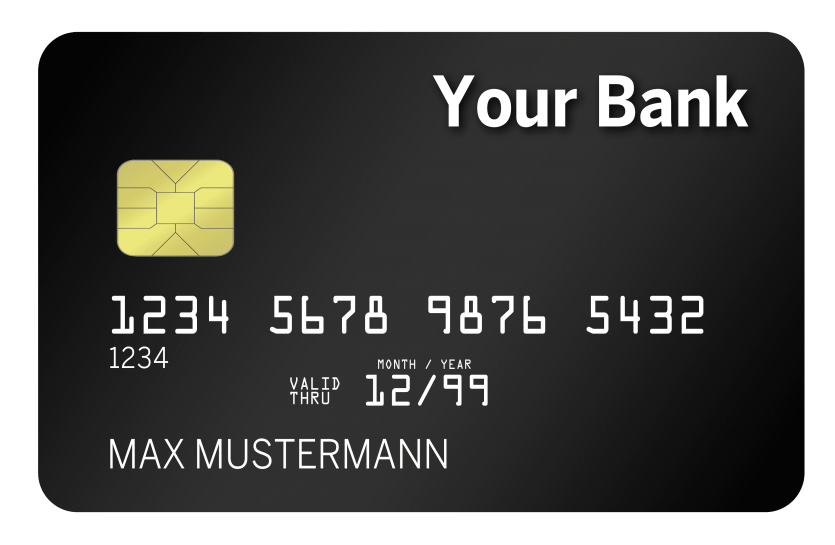 Your Bank
1234 5678 9876 5432
1234
MONTH / YEAR
VALID
THRU 12/99
MAX MUSTERMANN